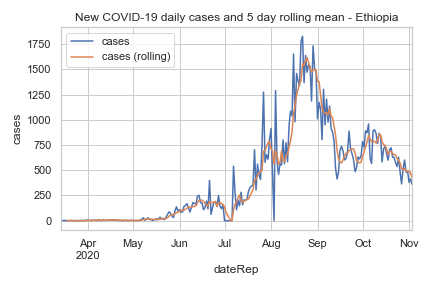 New COVID-19 daily cases and 5 day rolling mean - Ethiopia
cases
cases (rolling)
1750
1500
1250
1000
750
500
250
0
cases
Apr
2020
May
Jun
Jul
Aug
Sep
Oct
Nov
dateRep